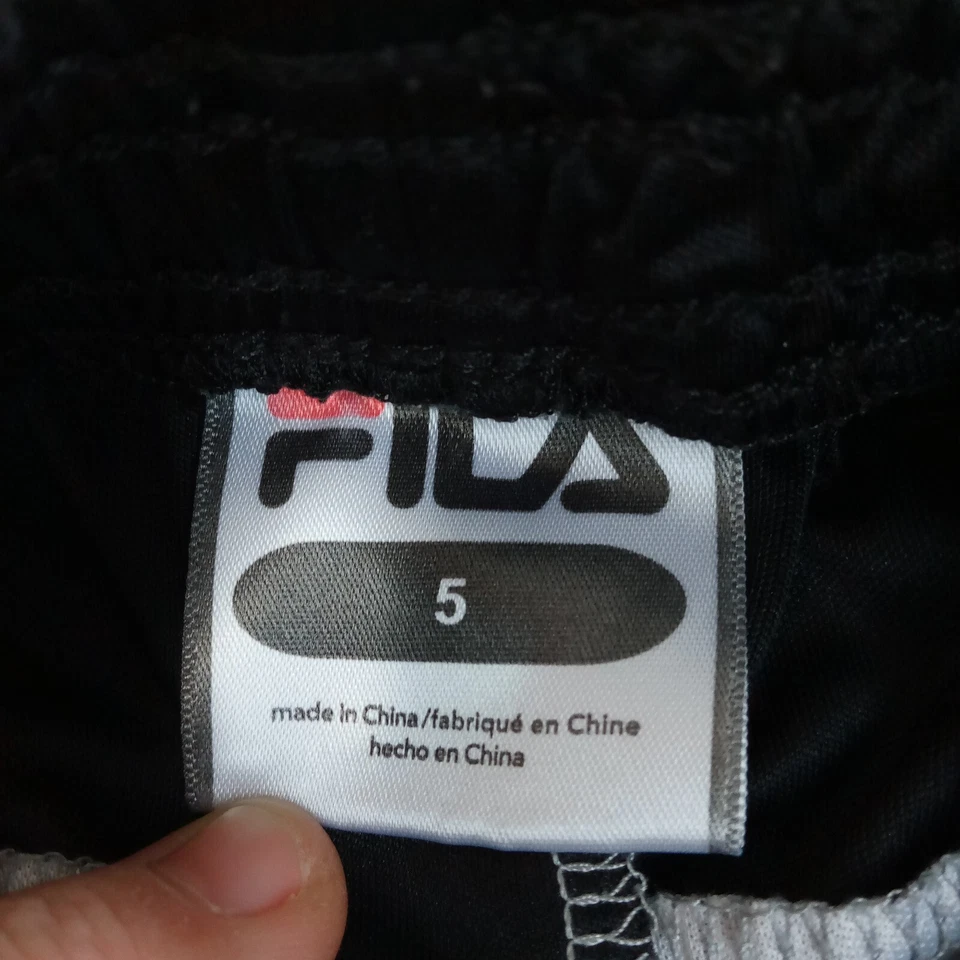 FILA
5
made in China/fabriqué en Chine
hecho en China